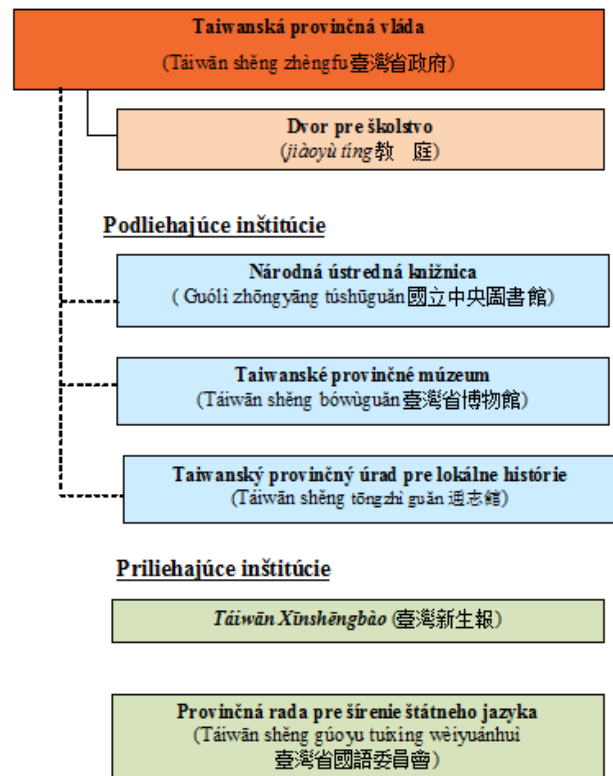 Taiwanská provinčná vláda
(Táiwān shěng zhèngfu臺灣省政府)
Dvor pre školstvo
(jiàoyù tíng教 庭)
Podliehajúce inštitúcie
Národná ústredná knižnica
( Guólì zhōngyāng túshūguǎn國立中央圖書館)
Taiwanské provinčné múzeum
(Táiwān shěng bówùguǎn臺灣省博物館)
Taiwanský provinčný úrad pre lokálne histórie
(Táiwān shěng tōngzhì guǎn 通志館)
Priliehajúce inštitúcie
Táiwān Xīnshēngbào (臺灣新生報)
Provinčná rada pre šírenie štátneho jazyka
(Táiwān shěng gúoyu tuīxíng wèiyuánhuì
臺灣省國語委員會)